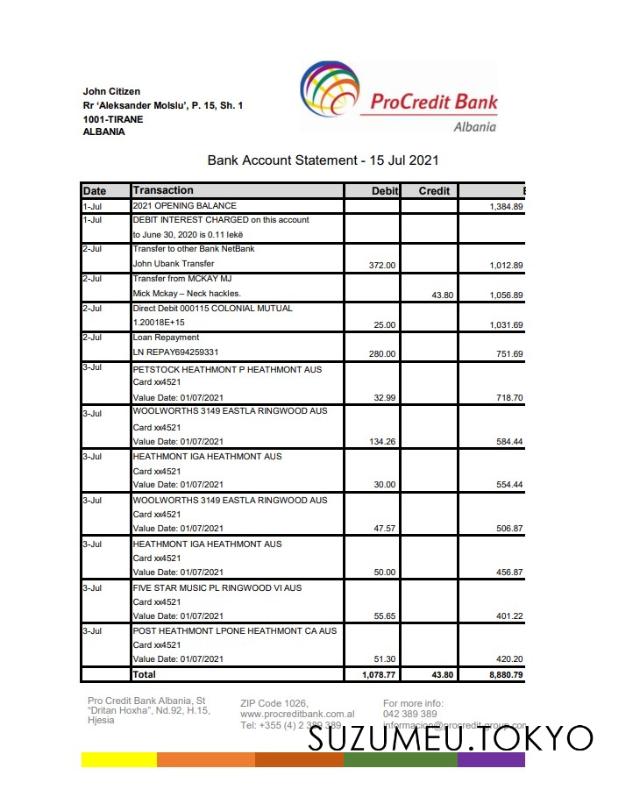 John Citizen
Rr ‘Aleksander Molslu’, P. 15, Sh. 1
1001-TIRANE
ALBANIA
ProCredit Bank
Albania
Bank Account Statement - 15 Jul 2021
Date Transaction Debit Credit
1-Jul 2021 OPENING BALANCE 1,384.89
1-Jul DEBIT INTEREST CHARGED on this account
to June 30, 2020 is 0.11 lekë
2-Jul Transfer to other Bank NetBank
John Ubank Transfer 372.00 1,012.89
2-Jul Transfer from MCKAY MJ
Mick Mckay – Neck hackles. 43.80 1,056.89
2-Jul Direct Debit 000115 COLONIAL MUTUAL
1.20018E+15 25.00 1,031.69
2-Jul Loan Repayment
LN REPAY694259331 280.00 751.69
3-Jul PETSTOCK HEATHMONT P HEATHMONT AUS
Card xx4521
Value Date: 01/07/2021 32.99 718.70
3-Jul WOOLWORTHS 3149 EASTLA RINGWOOD AUS
Card xx4521
Value Date: 01/07/2021 134.26 584.44
3-Jul HEATHMONT IGA HEATHMONT AUS
Card xx4521
Value Date: 01/07/2021 30.00 554.44
3-Jul WOOLWORTHS 3149 EASTLA RINGWOOD AUS
Card xx4521
Value Date: 01/07/2021 47.57 506.87
3-Jul HEATHMONT IGA HEATHMONT AUS
Card xx4521
Value Date: 01/07/2021 50.00 456.87
3-Jul FIVE STAR MUSIC PL RINGWOOD VI AUS
Card xx4521
Value Date: 01/07/2021 55.65 401.22
3-Jul POST HEATHMONT LPONE HEATHMONT CA AUS
Card xx4521
Value Date: 01/07/2021 51.30 420.20
Total 1,078.77 43.80 8,880.79
Pro Credit Bank Albania, St
“Dritan Hoxha”, Nd.92, H.15,
Hjesia
ZIP Code 1026,
www.procreditbank.com.al
Tel: +355 (4) 2 389 389
For more info:
042 389 389
SUZUMEU.TOKYO